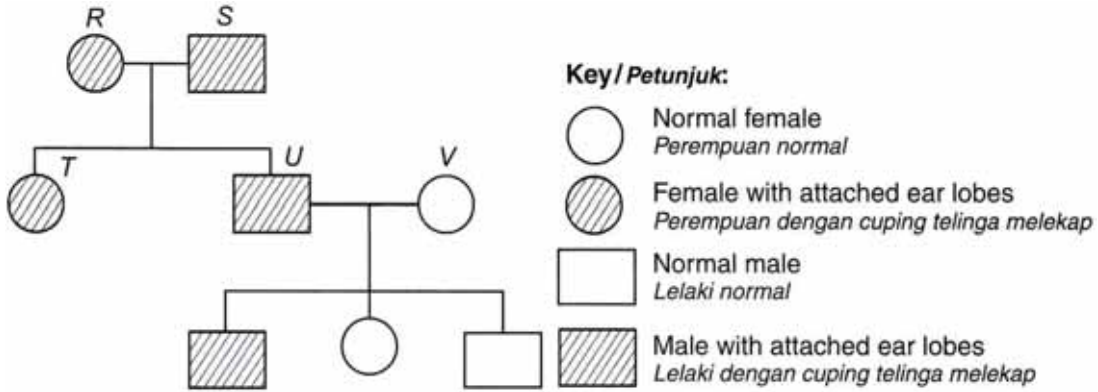 R
S
T
U
V
Key/Petunjuk:
Normal female
Perempuan normal
Female with attached ear lobes
Perempuan dengan cuping telinga melekap
Normal male
Lelaki normal
Male with attached ear lobes
Lelaki dengan cuping telinga melekap